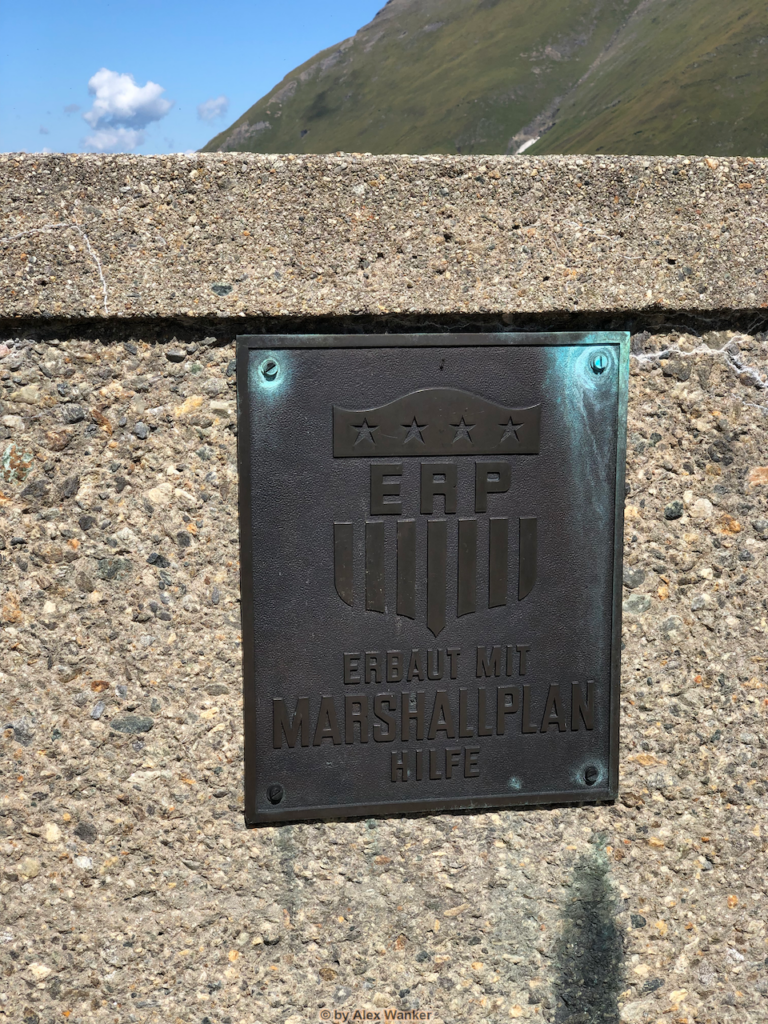 ERP
ERBAUT MIT
MARSHALLPLAN
HILFE
© by Alex Wanker